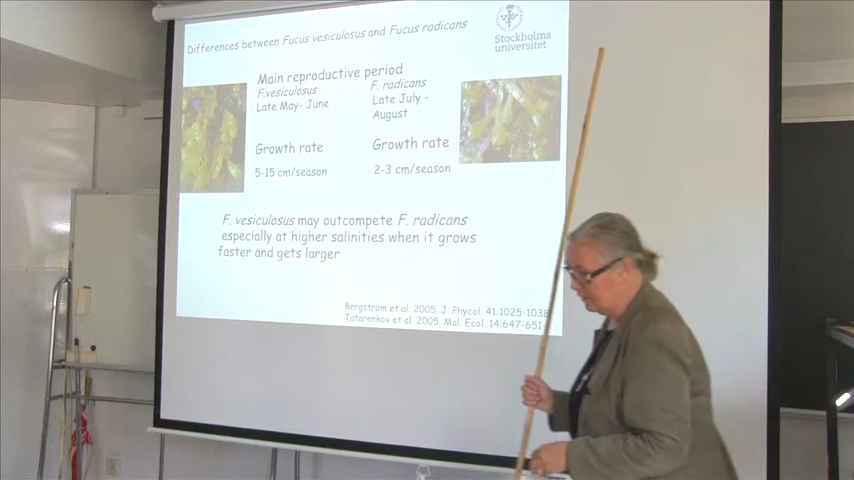 Differences between Fucus vesiculosus and Fucus radicans
Stockholms
universitet
Main reproductive period
F.vesiculosus
Late May- June
F. radicans
Late July -
August
Growth rate
5-15 cm/season
Growth rate
2-3 cm/season
F. vesiculosus may outcompete F. radicans
especially at higher salinities when it grows
faster and gets larger
Bergstrom et al. 2005. J. Phycol. 41:1025-1038
Tatarenkov et al. 2005. Mol. Ecol. 14:647-651